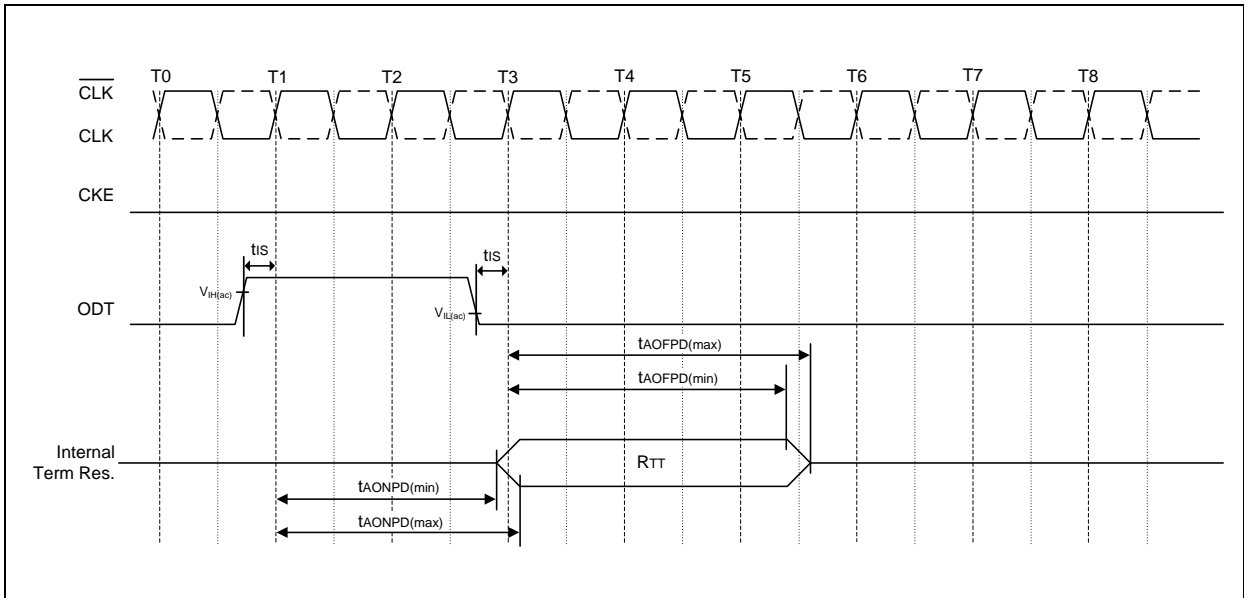 T0 T1 T2 T3 T4 T5 T6 T7 T8
CLK
CLK
CKE
tIS tIS
VIH(ac)
ODT
VIL(ac)
tAOFPD(max)
tAOFPD(min)
Internal
Term Res.
RTT
tAONPD(min)
tAONPD(max)